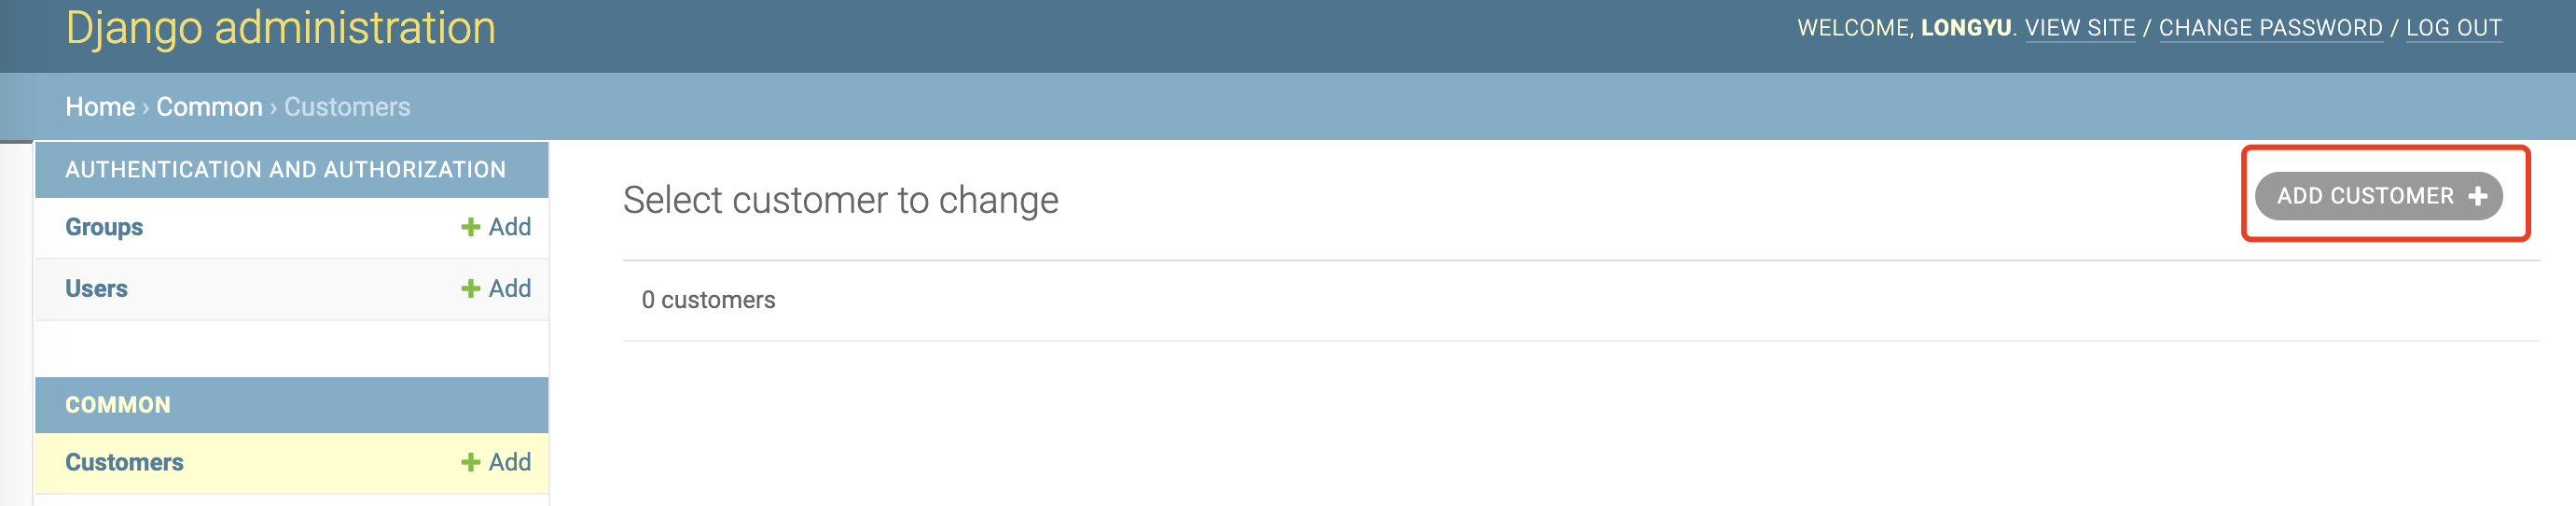 Django administration
WELCOME, LONGYU. VIEW SITE / CHANGE PASSWORD / LOG OUT
Home › Common › Customers
AUTHENTICATION AND AUTHORIZATION
Groups + Add
Users + Add
COMMON
Customers + Add
Select customer to change
ADD CUSTOMER +
0 customers